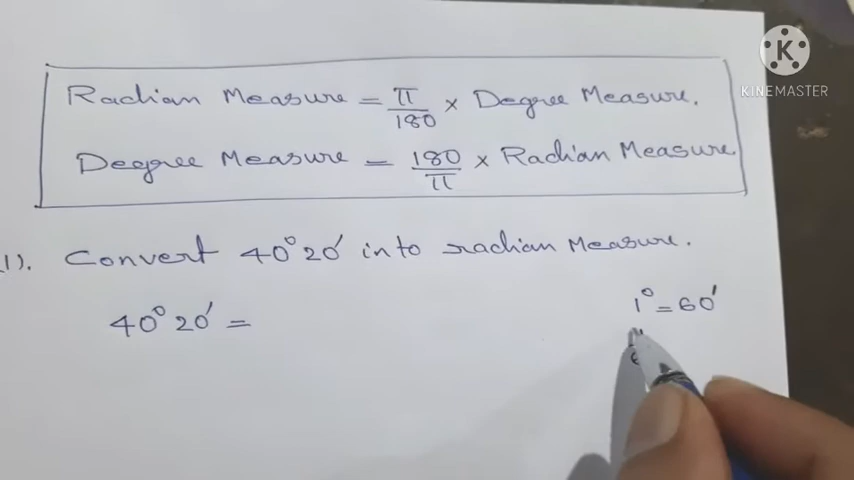 KINEMASTER
Radian Measure = π/180 × Degree Measure.
Degree Measure = 180/π × Radian Measure.
(1). Convert 40° 20' into radian Measure.
1° = 60'
40° 20' =